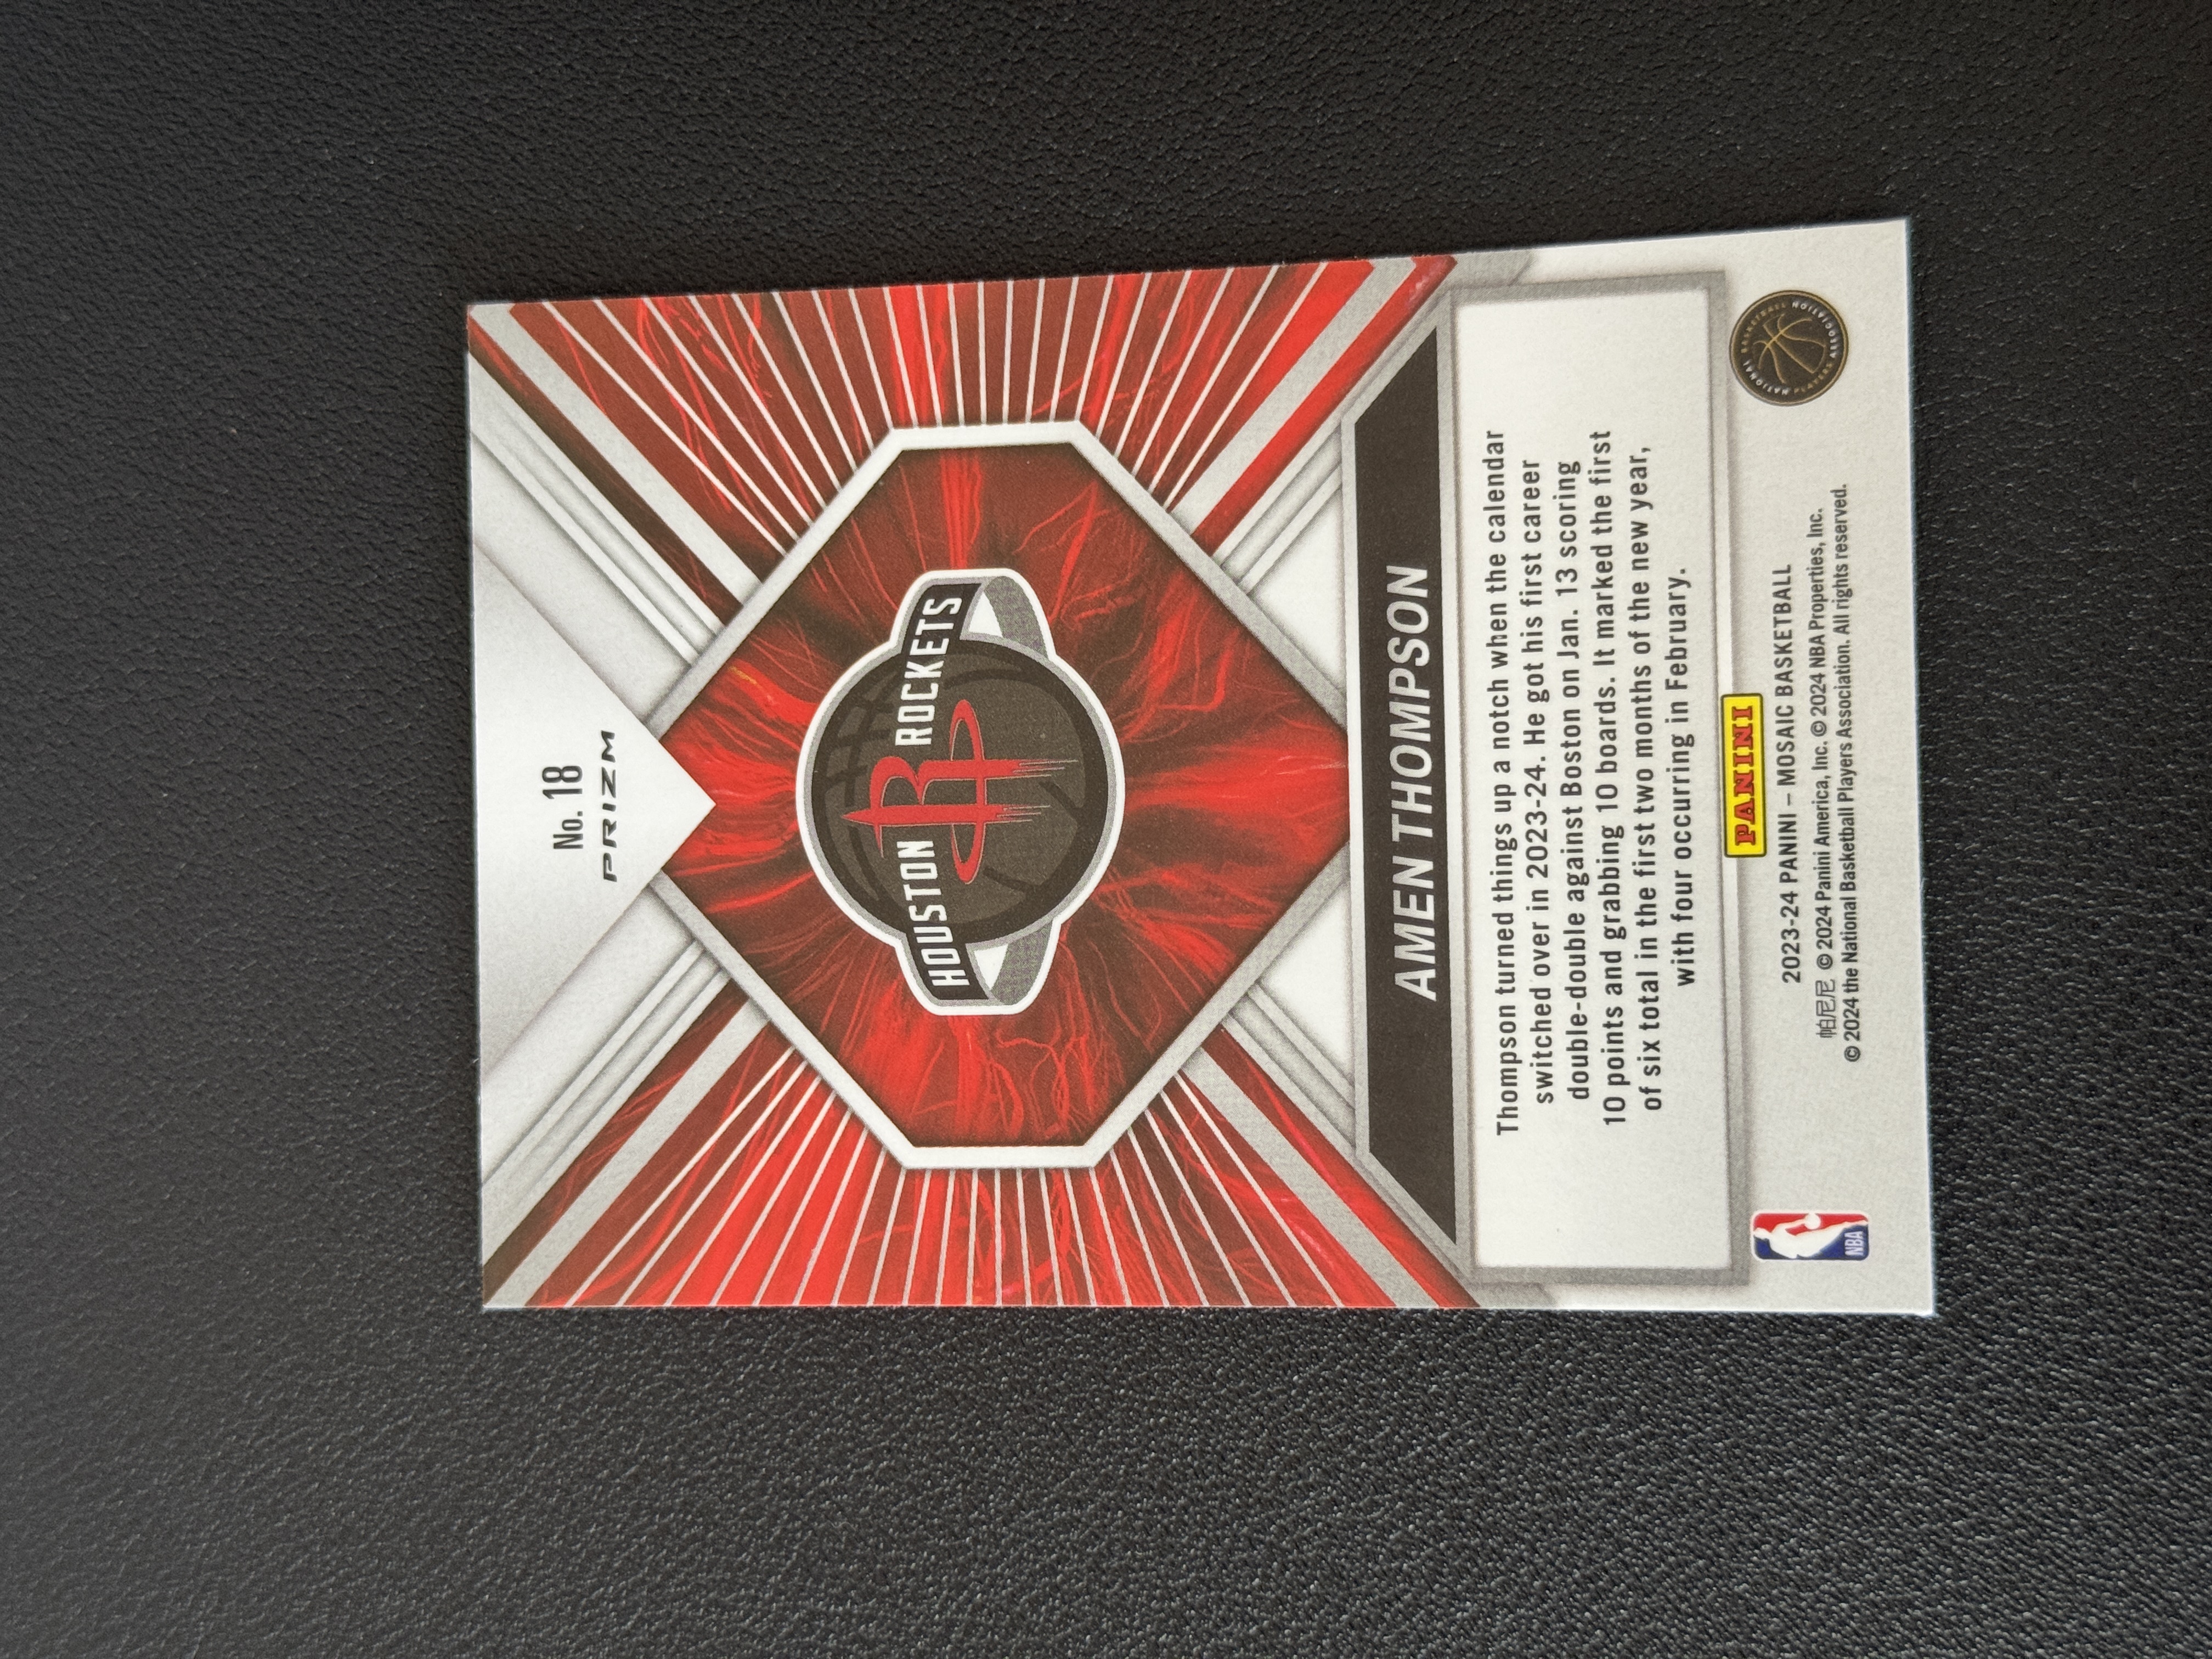 No. 18
PRIZM
HOUSTON ROCKETS
R
AMEN THOMPSON
Thompson turned things up a notch when the calendar
switched over in 2023-24. He got his first career
double-double against Boston on Jan. 13 scoring
10 points and grabbing 10 boards. It marked the first
of six total in the first two months of the new year,
with four occurring in February.
PANINI
NBA
2023-24 PANINI – MOSAIC BASKETBALL
帕尼尼 © 2024 Panini America, Inc. © 2024 NBA Properties, Inc.
© 2024 the National Basketball Players Association. All rights reserved.
NATIONAL BASKETBALL PLAYERS ASSOCIATION